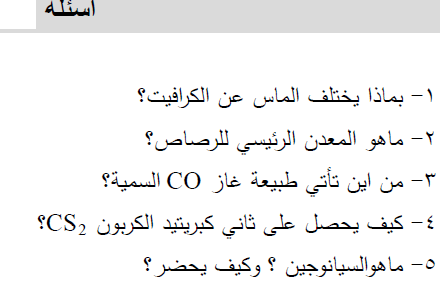 اسئلة
١- بماذا يختلف الماس عن الكرافيت؟
٢- ماهو المعدن الرئيسي للرصاص؟
٣- من اين تأتي طبيعة غاز CO السمية؟
٤- كيف يحصل على ثاني كبريتيد الكربون CS₂؟
٥- ماهوالسيانوجين ؟ وكيف يحضر؟